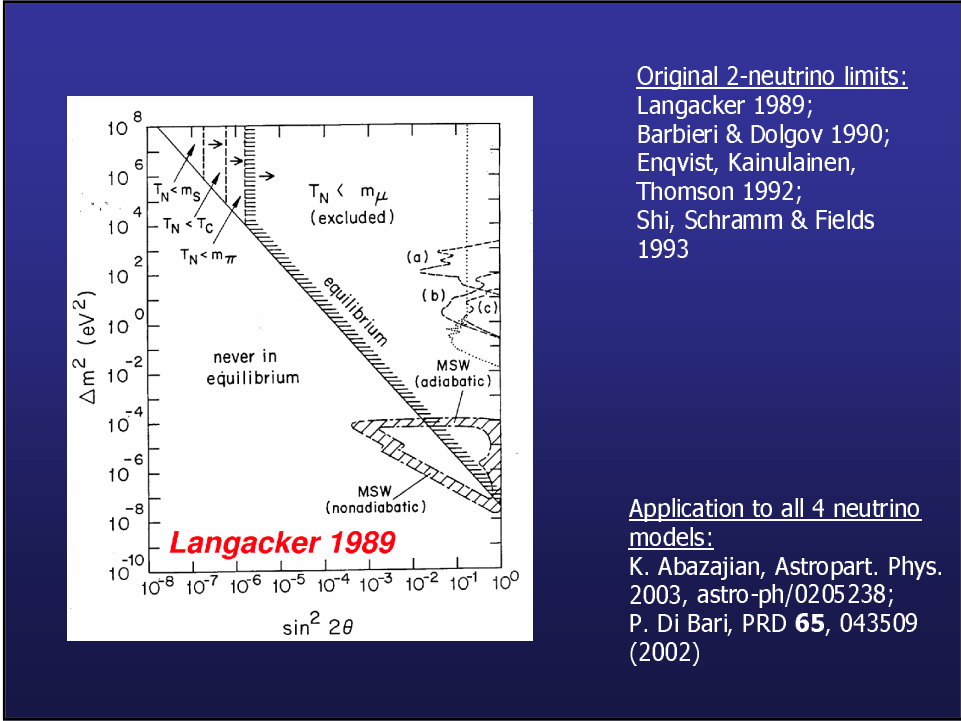 Original 2-neutrino limits:
Langacker 1989;
Barbieri & Dolgov 1990;
Enqvist, Kainulainen,
Thomson 1992;
Shi, Schramm & Fields
1993
10 8
10 6
10 4
10 2
10 0
10 -2
10 -4
10 -6
10 -8
10 -10
Δm² (eV²)
T_N < m_S
T_N < T_C
T_N < m_π
T_N < m_μ
(excluded)
(a)
(b)
(c)
equilibrium
never in
equilibrium
MSW
(adiabatic)
MSW
(nonadiabatic)
Langacker 1989
10⁻⁸ 10⁻⁷ 10⁻⁶ 10⁻⁵ 10⁻⁴ 10⁻³ 10⁻² 10⁻¹ 10⁰
sin² 2θ
Application to all 4 neutrino
models:
K. Abazajian, Astropart. Phys.
2003, astro-ph/0205238;
P. Di Bari, PRD 65, 043509
(2002)